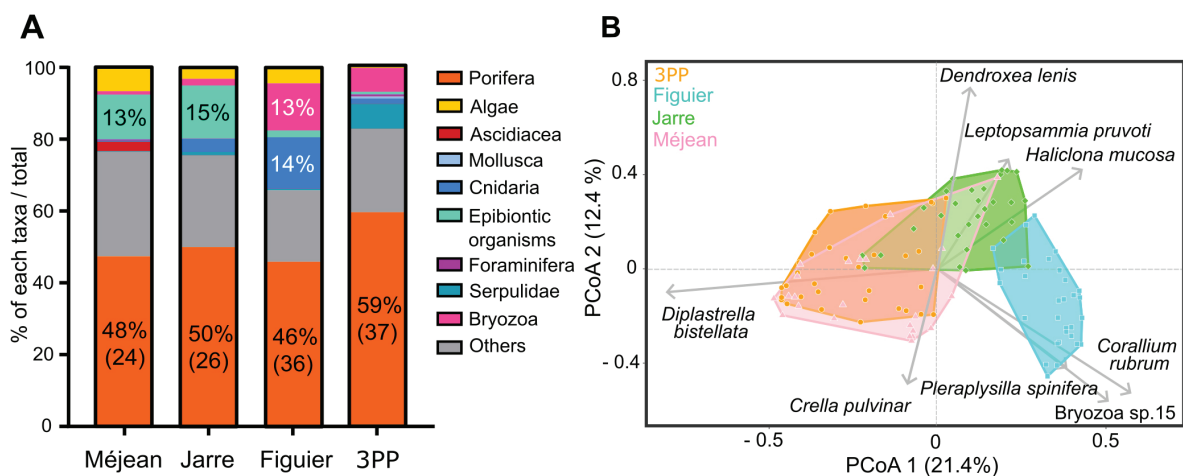 A
% of each taxa / total
100
80
60
40
20
0
13%
48%
(24)
15%
50%
(26)
13%
14%
46%
(36)
59%
(37)
Méjean
Jarre
Figuier
3PP
Porifera
Algae
Ascidiacea
Mollusca
Cnidaria
Epibiontic
organisms
Foraminifera
Serpulidae
Bryozoa
Others
B
PCoA 2 (12.4 %)
0.8
0.4
0
- 0.4
3PP
Figuier
Jarre
Méjean
Dendroxea lenis
Leptopsammia pruvoti
Haliclona mucosa
Diplastrella
bistellata
Crella pulvinar
Pleraplysilla spinifera
Corallium
rubrum
Bryozoa sp.15
- 0.5
0
0.5
PCoA 1 (21.4%)